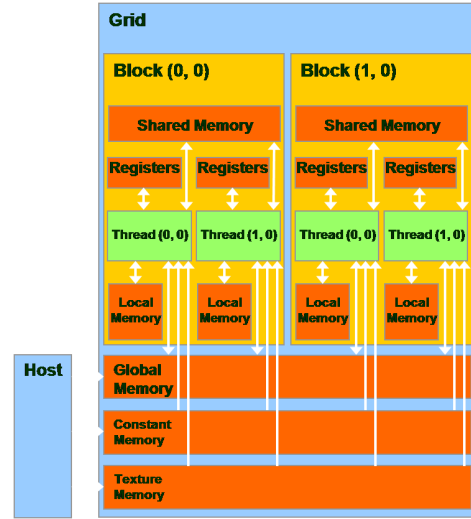 Grid
Block (0, 0)
Block (1, 0)
Shared Memory
Shared Memory
Registers
Registers
Registers
Registers
Thread (0, 0)
Thread (1, 0)
Thread (0, 0)
Thread (1, 0)
Local
Memory
Local
Memory
Local
Memory
Local
Memory
Host
Global
Memory
Constant
Memory
Texture
Memory